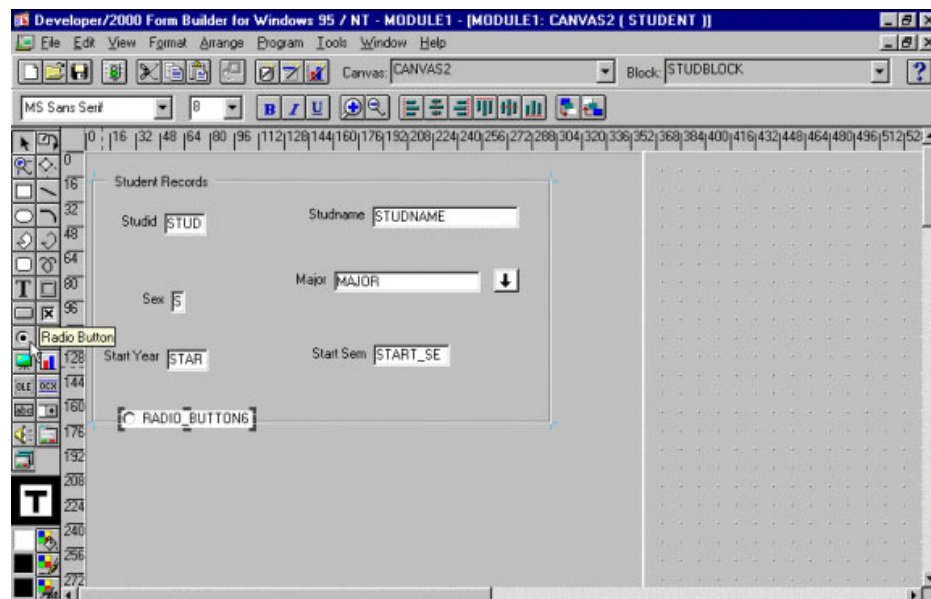 Developer/2000 Form Builder for Windows 95 / NT - MODULE1 - [MODULE1: CANVAS2 ( STUDENT )]
File Edit View Format Arrange Program Tools Window Help
Canvas: CANVAS2 Block: STUDBLOCK
MS Sans Serif 8 B I U
0 16 32 48 64 80 96 112 128 144 160 176 192 208 224 240 256 272 288 304 320 336 352 368 384 400 416 432 448 464 480 496 512 52
0
16
Student Records
32
Studid STUD Studname STUDNAME
48
64
80
Major MAJOR
Sex S
96
Radio Button
128
Start Year STAR Start Sem START_SE
OLE OCX 144
abc 160
RADIO_BUTTON6
176
192
208
T
224
240
256
272